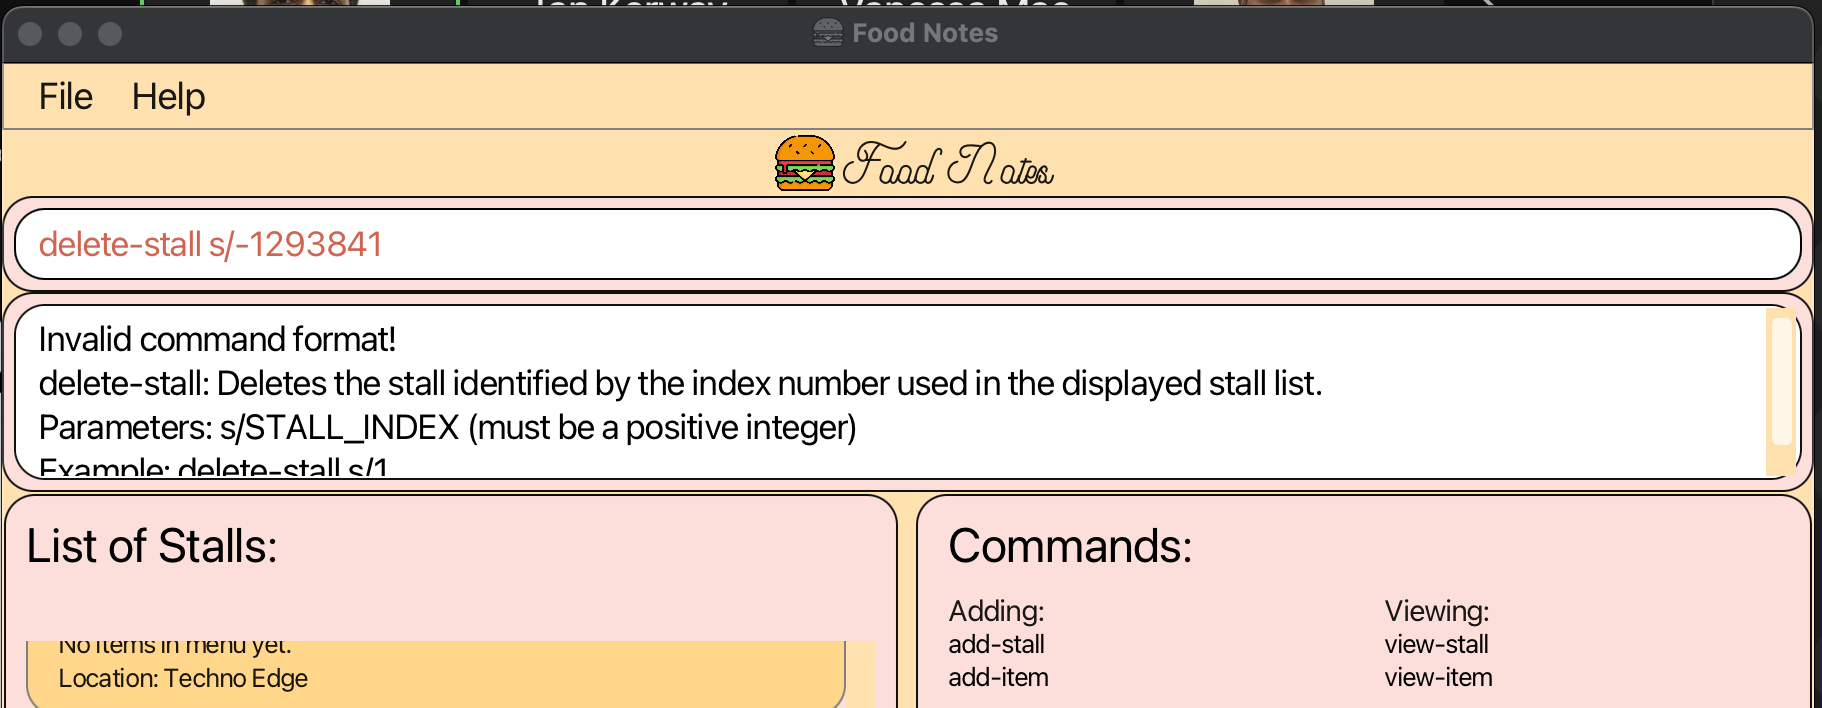 Food Notes
File Help
Food Notes
delete-stall s/-1293841
Invalid command format!
delete-stall: Deletes the stall identified by the index number used in the displayed stall list.
Parameters: s/STALL_INDEX (must be a positive integer)
Example: delete-stall s/1
List of Stalls:
No items in menu yet.
Location: Techno Edge
Commands:
Adding:
add-stall
add-item
Viewing:
view-stall
view-item